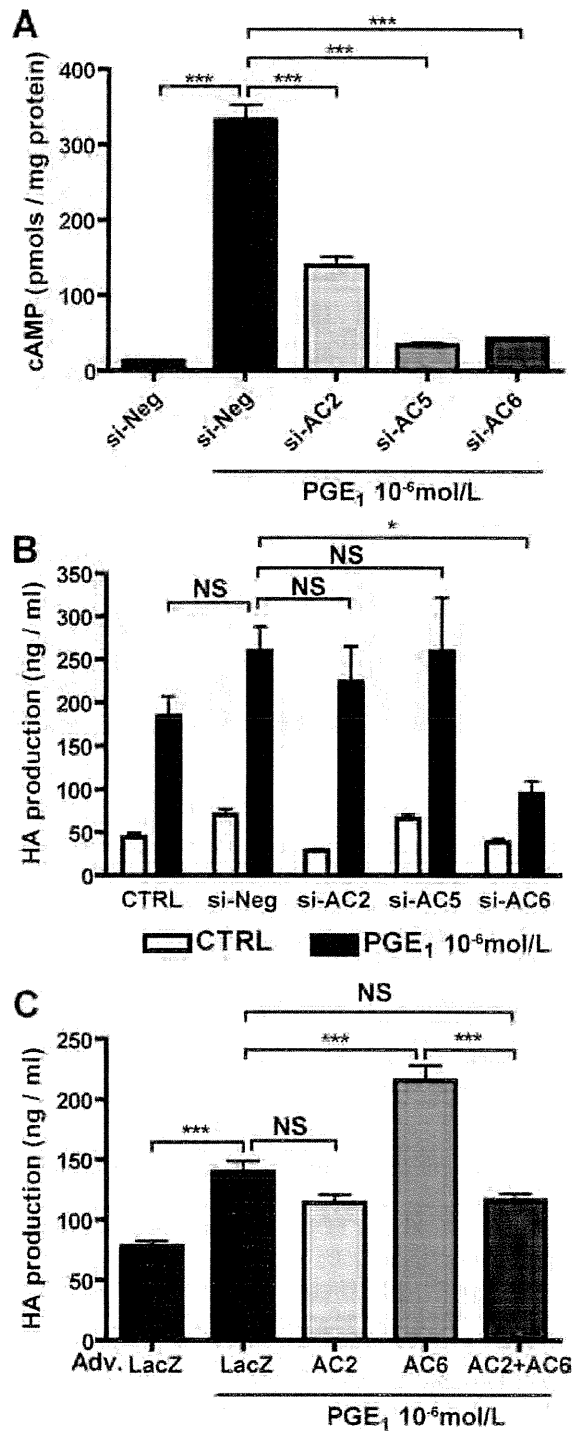 A
***
***
*** ***
cAMP (pmols / mg protein)
400
300
200
100
0
si-Neg si-Neg si-AC2 si-AC5 si-AC6
PGE₁ 10⁻⁶mol/L
B
*
NS
NS NS
HA production (ng / ml)
350
300
250
200
150
100
50
0
CTRL si-Neg si-AC2 si-AC5 si-AC6
CTRL PGE₁ 10⁻⁶mol/L
C
NS
*** ***
*** NS
HA production (ng / ml)
250
200
150
100
50
0
Adv. LacZ LacZ AC2 AC6 AC2+AC6
PGE₁ 10⁻⁶mol/L